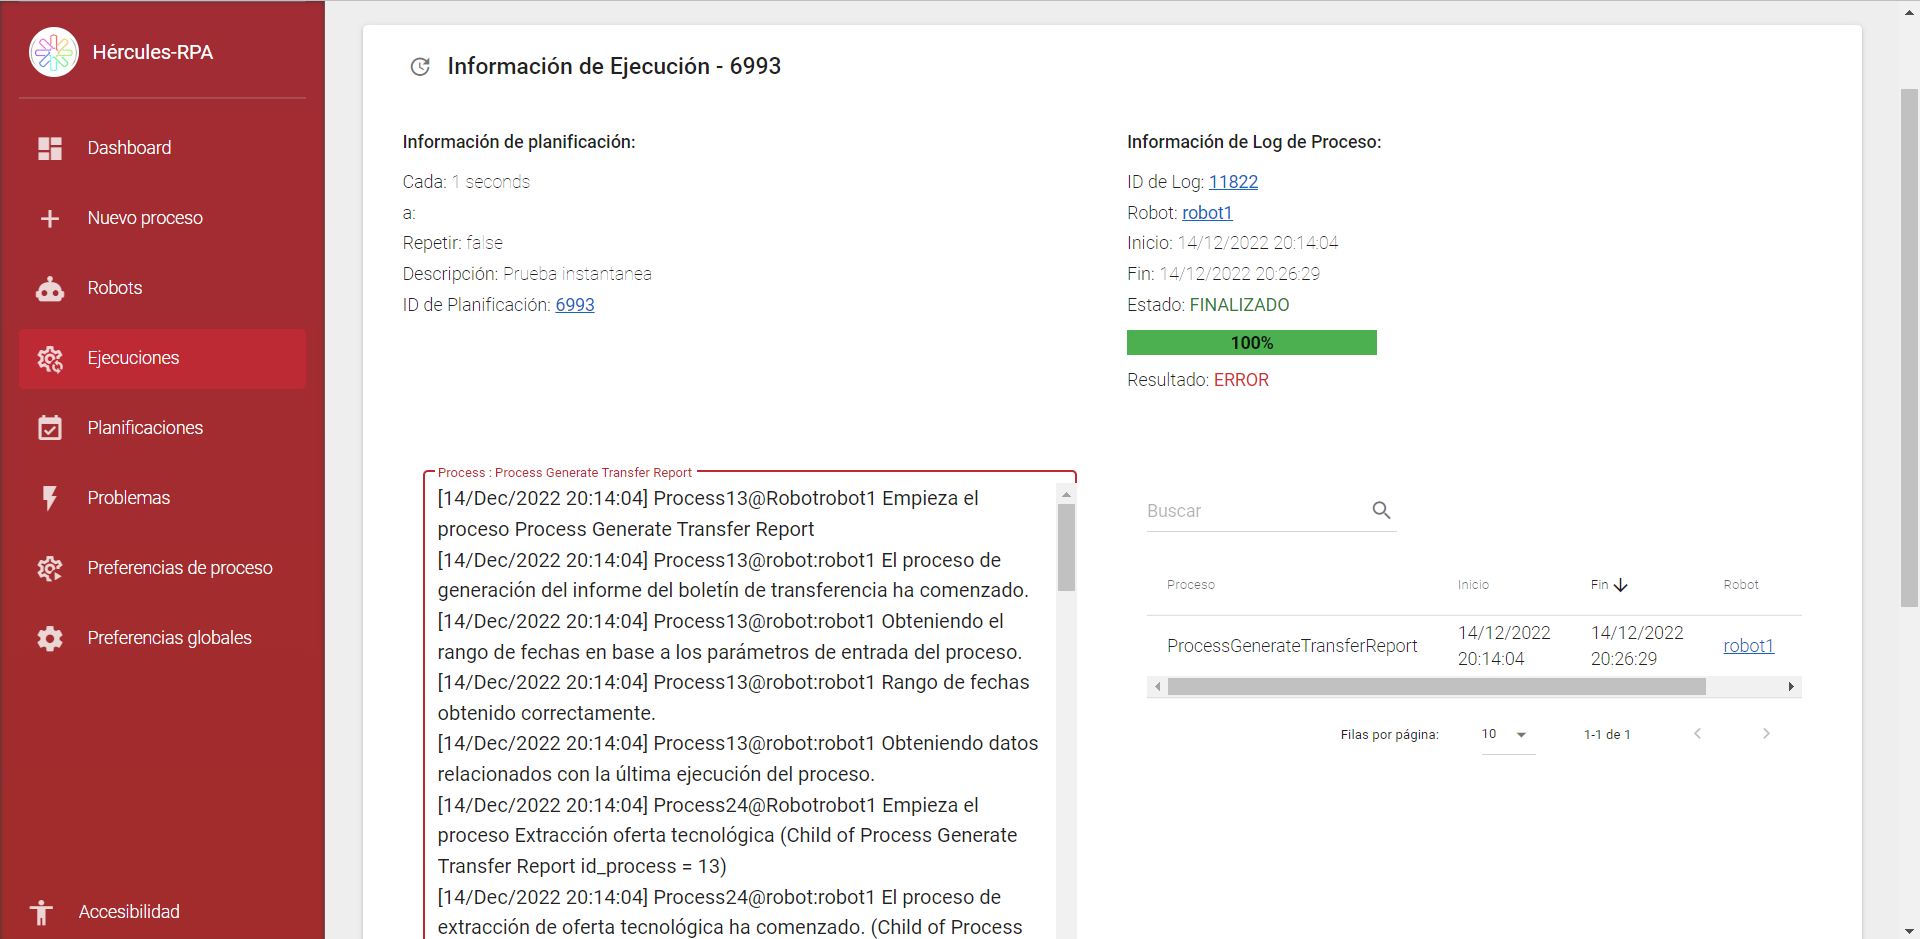 Hércules-RPA
Dashboard
Nuevo proceso
Robots
Ejecuciones
Planificaciones
Problemas
Preferencias de proceso
Preferencias globales
Accesibilidad
Información de Ejecución - 6993
Información de planificación:
Cada: 1 seconds
a:
Repetir: false
Descripción: Prueba instantanea
ID de Planificación: 6993
Información de Log de Proceso:
ID de Log: 11822
Robot: robot1
Inicio: 14/12/2022 20:14:04
Fin: 14/12/2022 20:26:29
Estado: FINALIZADO
100%
Resultado: ERROR
Process : Process Generate Transfer Report
[14/Dec/2022 20:14:04] Process13@Robotrobot1 Empieza el
proceso Process Generate Transfer Report
[14/Dec/2022 20:14:04] Process13@robot:robot1 El proceso de
generación del informe del boletín de transferencia ha comenzado.
[14/Dec/2022 20:14:04] Process13@robot:robot1 Obteniendo el
rango de fechas en base a los parámetros de entrada del proceso.
[14/Dec/2022 20:14:04] Process13@robot:robot1 Rango de fechas
obtenido correctamente.
[14/Dec/2022 20:14:04] Process13@robot:robot1 Obteniendo datos
relacionados con la última ejecución del proceso.
[14/Dec/2022 20:14:04] Process24@Robotrobot1 Empieza el
proceso Extracción oferta tecnológica (Child of Process Generate
Transfer Report id_process = 13)
[14/Dec/2022 20:14:04] Process24@robot:robot1 El proceso de
extracción de oferta tecnológica ha comenzado. (Child of Process
Buscar
Proceso Inicio Fin Robot
ProcessGenerateTransferReport 14/12/2022 20:14:04 14/12/2022 20:26:29 robot1
Filas por página: 10 1-1 de 1